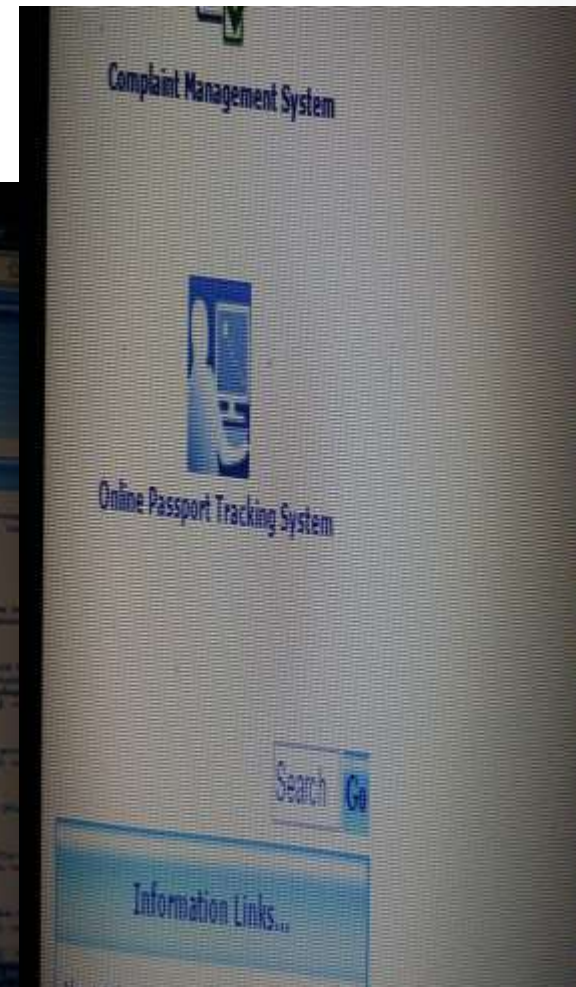 Complaint Management System
Online Passport Tracking System
Search Go
Information Links...